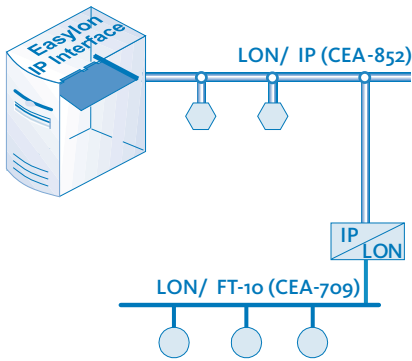 Easylon
IP Interface
LON/ IP (CEA-852)
IP
LON
LON/ FT-10 (CEA-709)